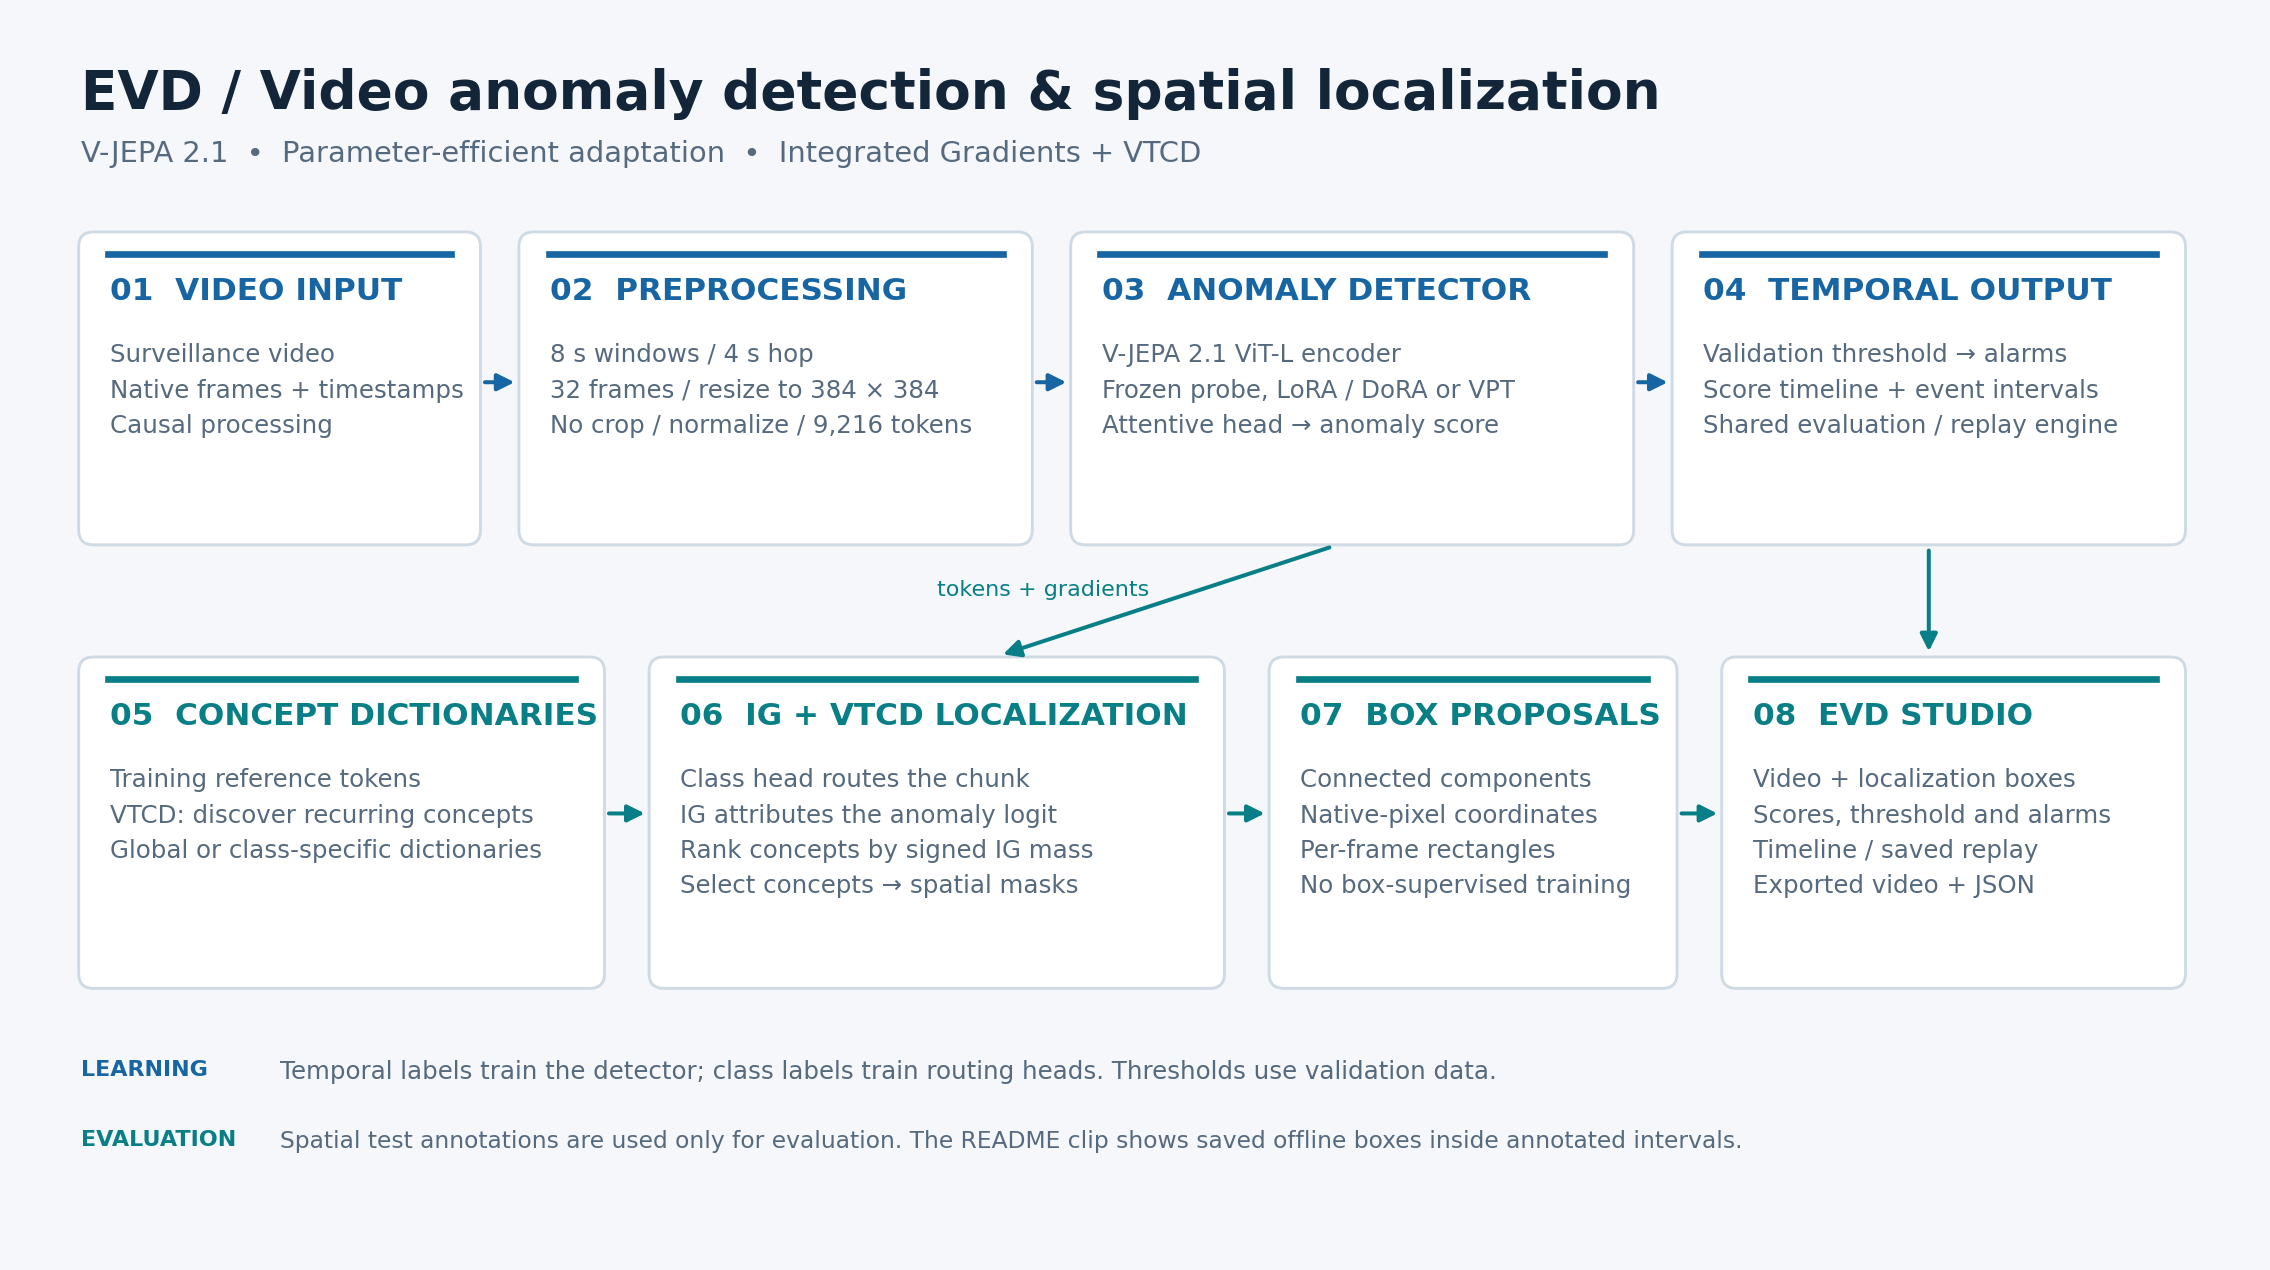 EVD / Video anomaly detection & spatial localization
V-JEPA 2.1 • Parameter-efficient adaptation • Integrated Gradients + VTCD
01 VIDEO INPUT
Surveillance video
Native frames + timestamps
Causal processing
02 PREPROCESSING
8 s windows / 4 s hop
32 frames / resize to 384 × 384
No crop / normalize / 9,216 tokens
03 ANOMALY DETECTOR
V-JEPA 2.1 ViT-L encoder
Frozen probe, LoRA / DoRA or VPT
Attentive head → anomaly score
04 TEMPORAL OUTPUT
Validation threshold → alarms
Score timeline + event intervals
Shared evaluation / replay engine
tokens + gradients
05 CONCEPT DICTIONARIES
Training reference tokens
VTCD: discover recurring concepts
Global or class-specific dictionaries
06 IG + VTCD LOCALIZATION
Class head routes the chunk
IG attributes the anomaly logit
Rank concepts by signed IG mass
Select concepts → spatial masks
07 BOX PROPOSALS
Connected components
Native-pixel coordinates
Per-frame rectangles
No box-supervised training
08 EVD STUDIO
Video + localization boxes
Scores, threshold and alarms
Timeline / saved replay
Exported video + JSON
LEARNING Temporal labels train the detector; class labels train routing heads. Thresholds use validation data.
EVALUATION Spatial test annotations are used only for evaluation. The README clip shows saved offline boxes inside annotated intervals.